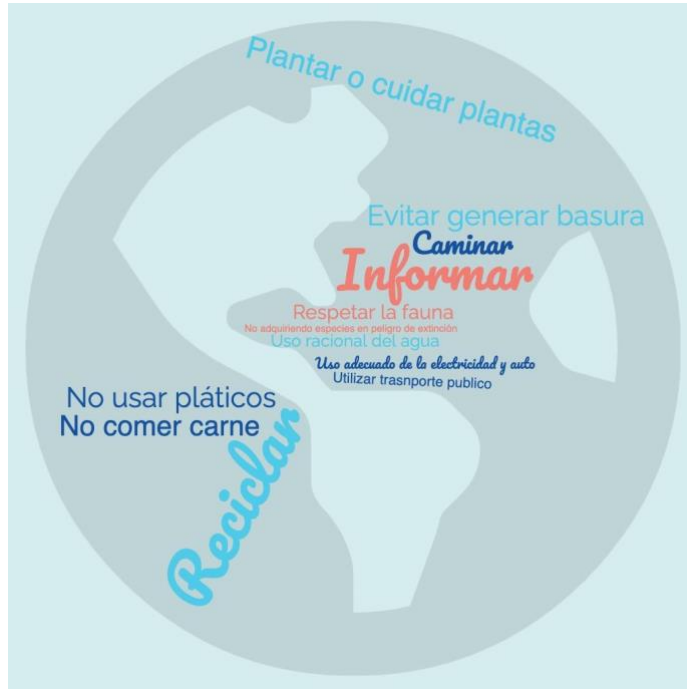 Plantar o cuidar plantas
Evitar generar basura
Caminar
Informar
Respetar la fauna
No adquiriendo especies en peligro de extinción
Uso racional del agua
Uso adecuado de la electricidad y auto
Utilizar trasnporte publico
No usar pláticos
No comer carne
Reciclar